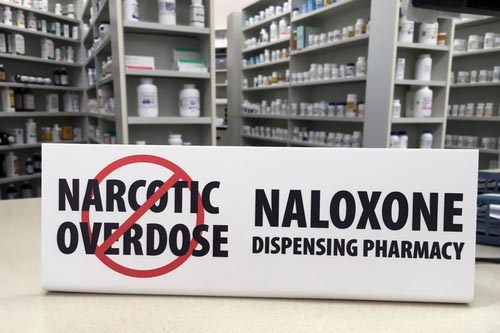 NARCOTIC
OVERDOSE
NALOXONE
DISPENSING PHARMACY